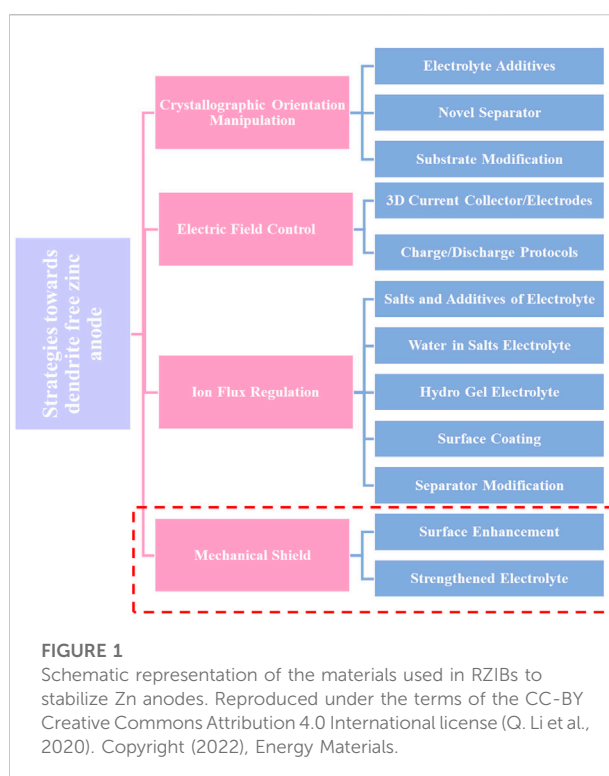 Strategies towards
dendrite free zinc
anode
Crystallographic Orientation
Manipulation
Electrolyte Additives
Novel Separator
Substrate Modification
Electric Field Control
3D Current Collector/Electrodes
Charge/Discharge Protocols
Ion Flux Regulation
Salts and Additives of Electrolyte
Water in Salts Electrolyte
Hydro Gel Electrolyte
Surface Coating
Separator Modification
Mechanical Shield
Surface Enhancement
Strengthened Electrolyte
FIGURE 1
Schematic representation of the materials used in RZIBs to
stabilize Zn anodes. Reproduced under the terms of the CC-BY
Creative Commons Attribution 4.0 International license (Q. Li et al.,
2020). Copyright (2022), Energy Materials.